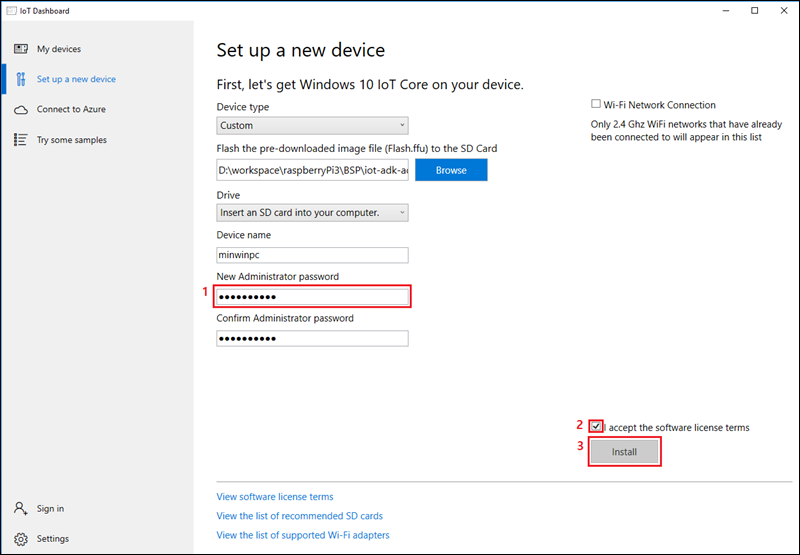 IoT Dashboard
My devices
Set up a new device
Connect to Azure
Try some samples
Sign in
Settings
Set up a new device
First, let's get Windows 10 IoT Core on your device.
Device type
Custom
Flash the pre-downloaded image file (Flash.ffu) to the SD Card
D:\workspace\raspberryPi3\BSP\iot-adk-ad
Browse
Drive
Insert an SD card into your computer.
Device name
minwinpc
New Administrator password
1 ●●●●●●●●●●
Confirm Administrator password
●●●●●●●●●●
Wi-Fi Network Connection
Only 2.4 Ghz WiFi networks that have already
been connected to will appear in this list
2 I accept the software license terms
3 Install
View software license terms
View the list of recommended SD cards
View the list of supported Wi-Fi adapters